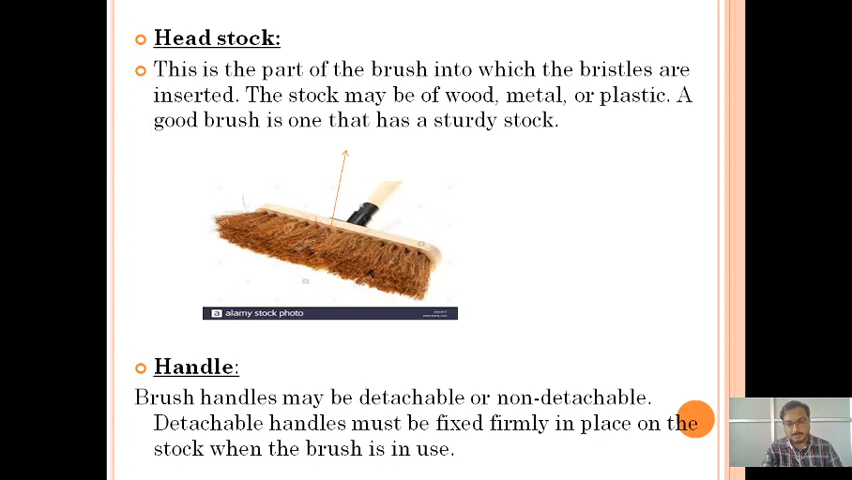 Head stock:
This is the part of the brush into which the bristles are
inserted. The stock may be of wood, metal, or plastic. A
good brush is one that has a sturdy stock.
a alamy stock photo
Handle:
Brush handles may be detachable or non-detachable.
Detachable handles must be fixed firmly in place on the
stock when the brush is in use.